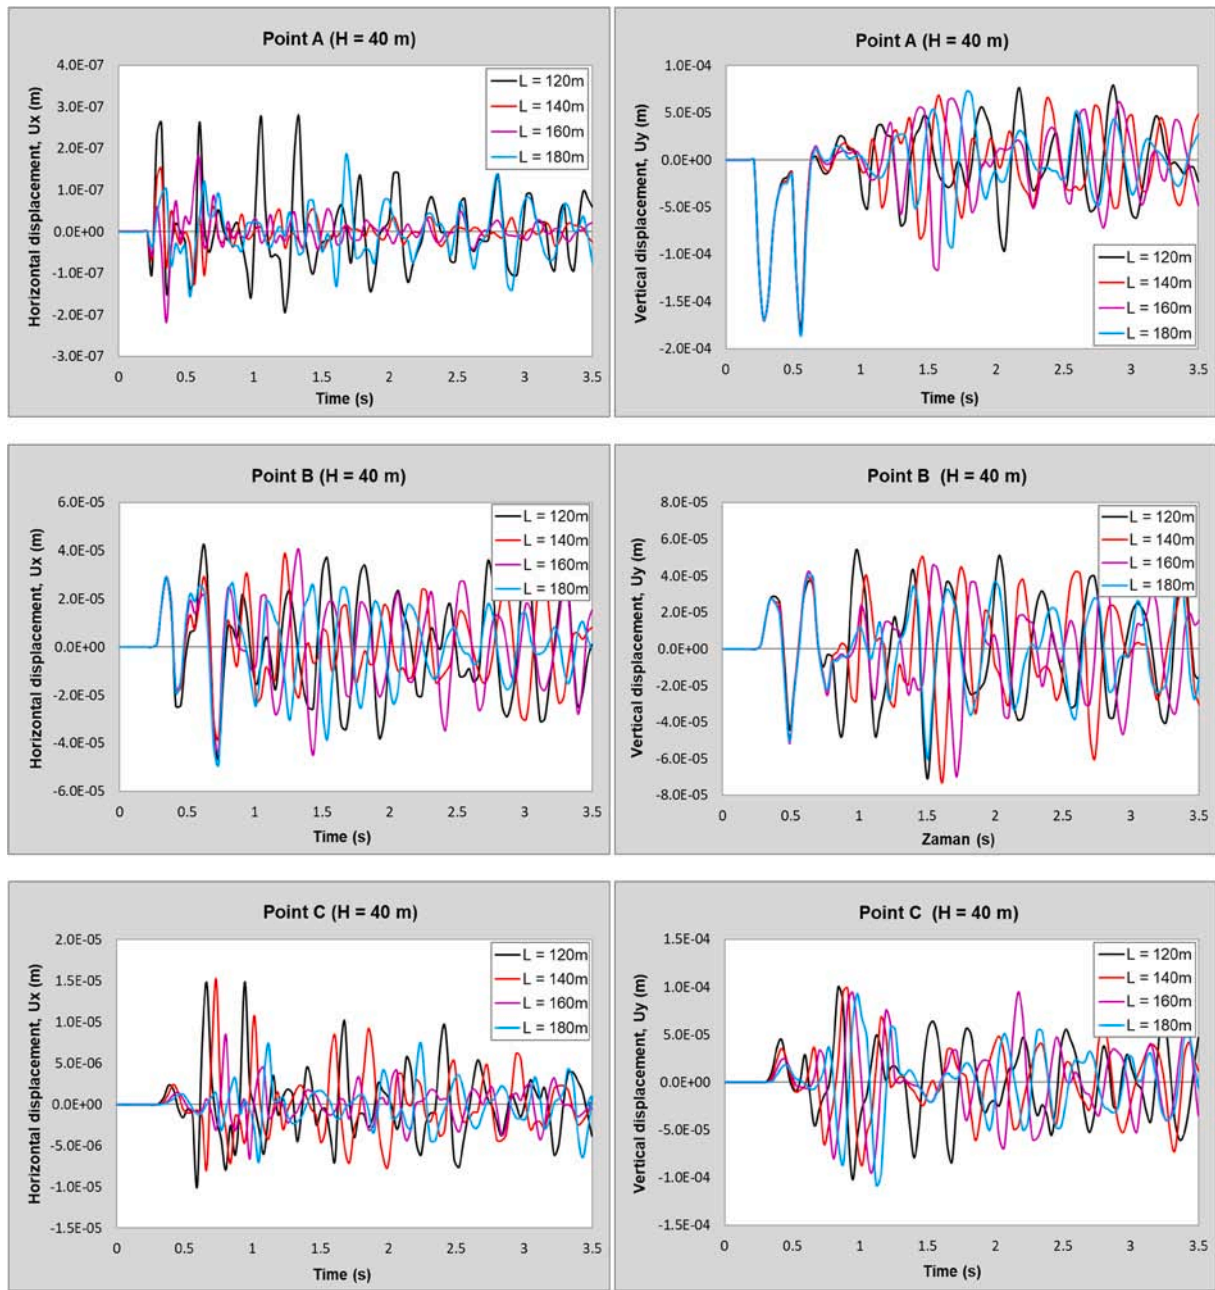 Point A (H = 40 m)
4.0E-07
3.0E-07
2.0E-07
1.0E-07
0.0E+00
-1.0E-07
-2.0E-07
-3.0E-07
Horizontal displacement, Ux (m)
L = 120m
L = 140m
L = 160m
L = 180m
0 0.5 1 1.5 2 2.5 3 3.5
Time (s)
Point A (H = 40 m)
1.0E-04
5.0E-05
0.0E+00
-5.0E-05
-1.0E-04
-1.5E-04
-2.0E-04
Vertical displacement, Uy (m)
L = 120m
L = 140m
L = 160m
L = 180m
0 0.5 1 1.5 2 2.5 3 3.5
Time (s)
Point B (H = 40 m)
6.0E-05
4.0E-05
2.0E-05
0.0E+00
-2.0E-05
-4.0E-05
-6.0E-05
Horizontal displacement, Ux (m)
L = 120m
L = 140m
L = 160m
L = 180m
0 0.5 1 1.5 2 2.5 3 3.5
Time (s)
Point B (H = 40 m)
8.0E-05
6.0E-05
4.0E-05
2.0E-05
0.0E+00
-2.0E-05
-4.0E-05
-6.0E-05
-8.0E-05
Vertical displacement, Uy (m)
L = 120m
L = 140m
L = 160m
L = 180m
0 0.5 1 1.5 2 2.5 3 3.5
Zaman (s)
Point C (H = 40 m)
2.0E-05
1.5E-05
1.0E-05
5.0E-06
0.0E+00
-5.0E-06
-1.0E-05
-1.5E-05
Horizontal displacement, Ux (m)
L = 120m
L = 140m
L = 160m
L = 180m
0 0.5 1 1.5 2 2.5 3 3.5
Time (s)
Point C (H = 40 m)
1.5E-04
1.0E-04
5.0E-05
0.0E+00
-5.0E-05
-1.0E-04
-1.5E-04
Vertical displacement, Uy (m)
L = 120m
L = 140m
L = 160m
L = 180m
0 0.5 1 1.5 2 2.5 3 3.5
Time (s)